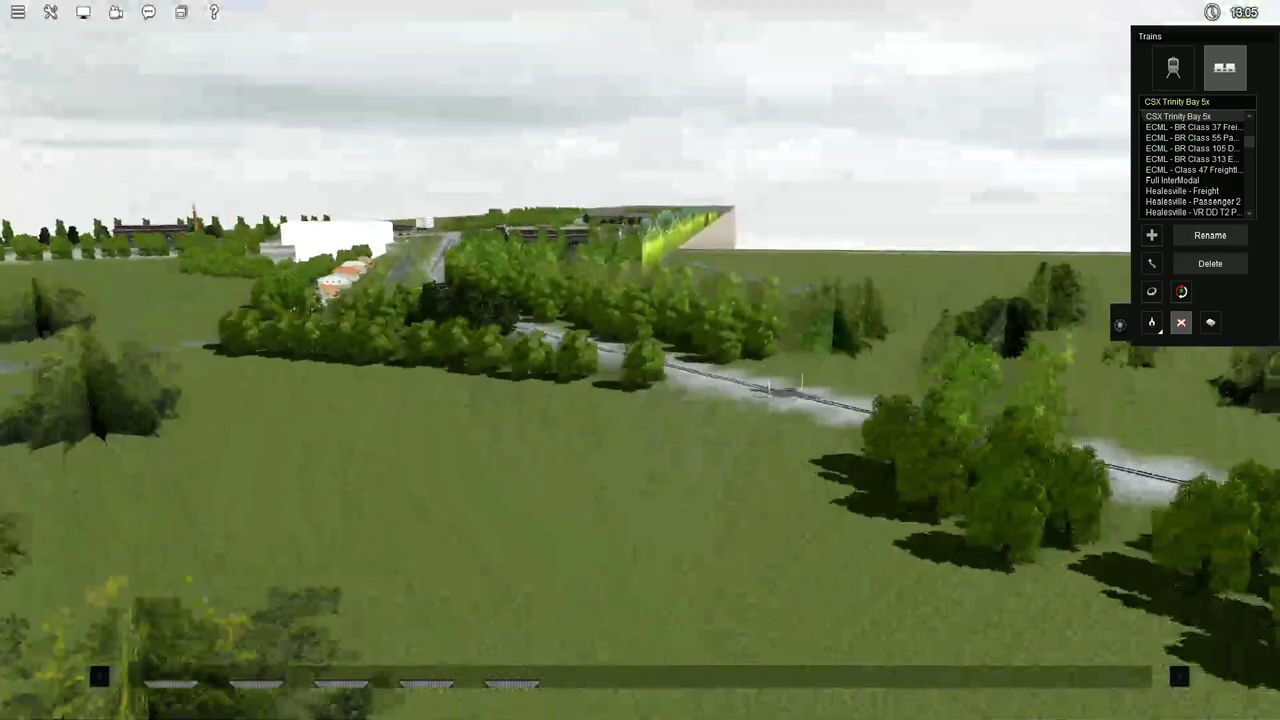 13:05
Trains
CSX Trinity Bay 5x
CSX Trinity Bay 5x
ECML - BR Class 37 Frei...
ECML - BR Class 55 Pa...
ECML - BR Class 105 D...
ECML - BR Class 313 E...
ECML - Class 47 Freightl...
Full InterModal
Healesville - Freight
Healesville - Passenger 2
Healesville - VR DD T2 P...
Rename
Delete